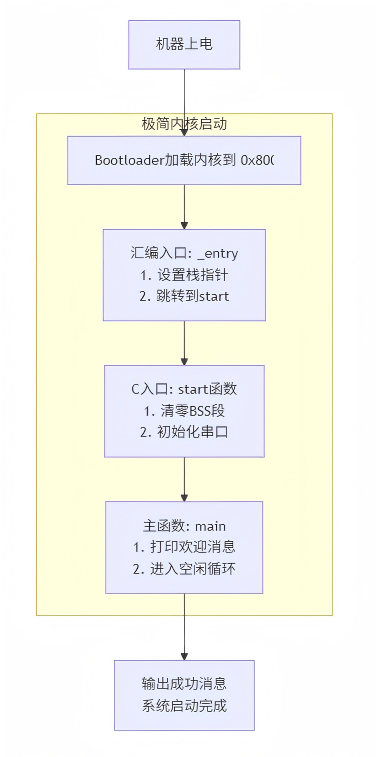 机器上电
极简内核启动
Bootloader加载内核到 0x800
汇编入口: _entry
1. 设置栈指针
2. 跳转到start
C入口: start函数
1. 清零BSS段
2. 初始化串口
主函数: main
1. 打印欢迎消息
2. 进入空闲循环
输出成功消息
系统启动完成